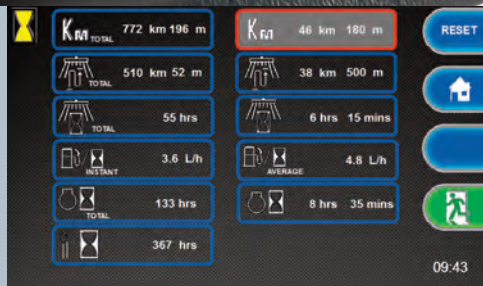 KM TOTAL 772 km 196 m
KM 46 km 180 m
RESET
TOTAL 510 km 52 m
38 km 500 m
TOTAL 55 hrs
6 hrs 15 mins
INSTANT 3.6 L/h
AVERAGE 4.8 L/h
TOTAL 133 hrs
8 hrs 35 mins
367 hrs
09:43